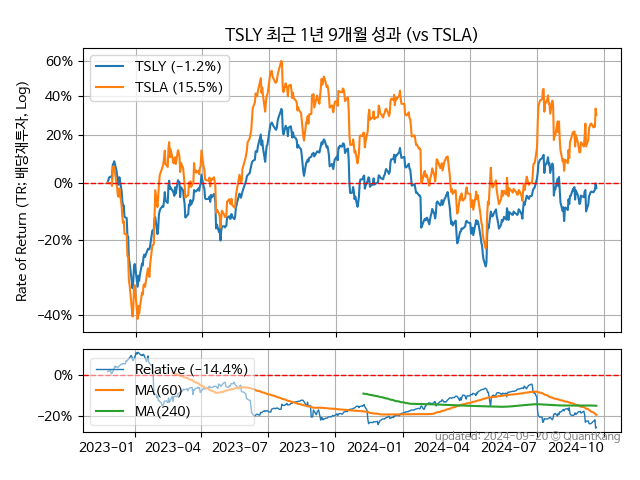 TSLY 최근 1년 9개월 성과 (vs TSLA)
Rate of Return (TR: 배당재투자, Log)
60%
40%
20%
0%
−20%
−40%
TSLY (−1.2%)
TSLA (15.5%)
0%
−20%
Relative (−14.4%)
MA(60)
MA(240)
2023−01 2023−04 2023−07 2023−10 2024−01 2024−04 2024−07 2024−10
updated: 2024−09−20 © QuantKang